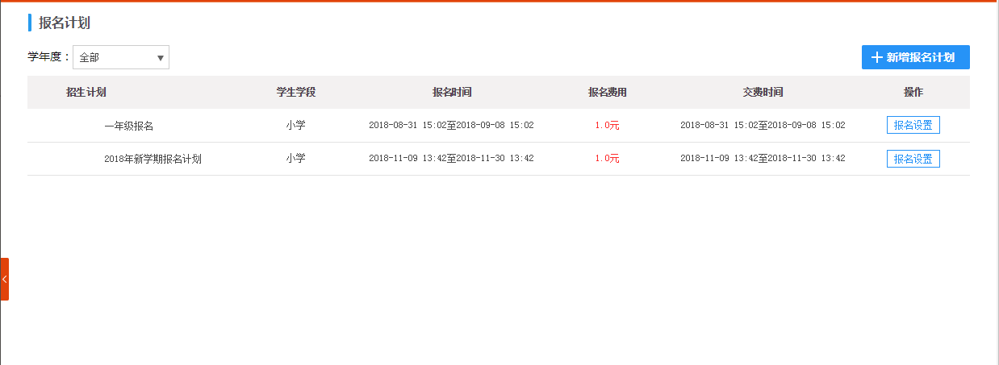 报名计划
学年度： 全部 ▼ 新增报名计划
招生计划 学生学段 报名时间 报名费用 交费时间 操作
一年级报名 小学 2018-08-31 15:02至2018-09-08 15:02 1.0元 2018-08-31 15:02至2018-09-08 15:02 报名设置
2018年新学期报名计划 小学 2018-11-09 13:42至2018-11-30 13:42 1.0元 2018-11-09 13:42至2018-11-30 13:42 报名设置